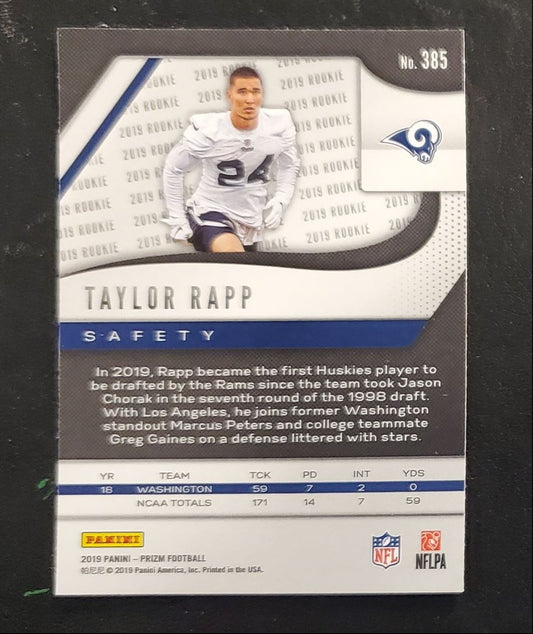 No. 385
2019 ROOKIE
24
TAYLOR RAPP
SAFETY
In 2019, Rapp became the first Huskies player to
be drafted by the Rams since the team took Jason
Chorak in the seventh round of the 1998 draft.
With Los Angeles, he joins former Washington
standout Marcus Peters and college teammate
Greg Gaines on a defense littered with stars.
YR TEAM TCK PD INT YDS
18 WASHINGTON 59 7 2 0
NCAA TOTALS 171 14 7 59
PANINI
2019 PANINI – PRIZM FOOTBALL
帕尼尼 © 2019 Panini America, Inc. Printed in the USA.
NFL
NFLPA